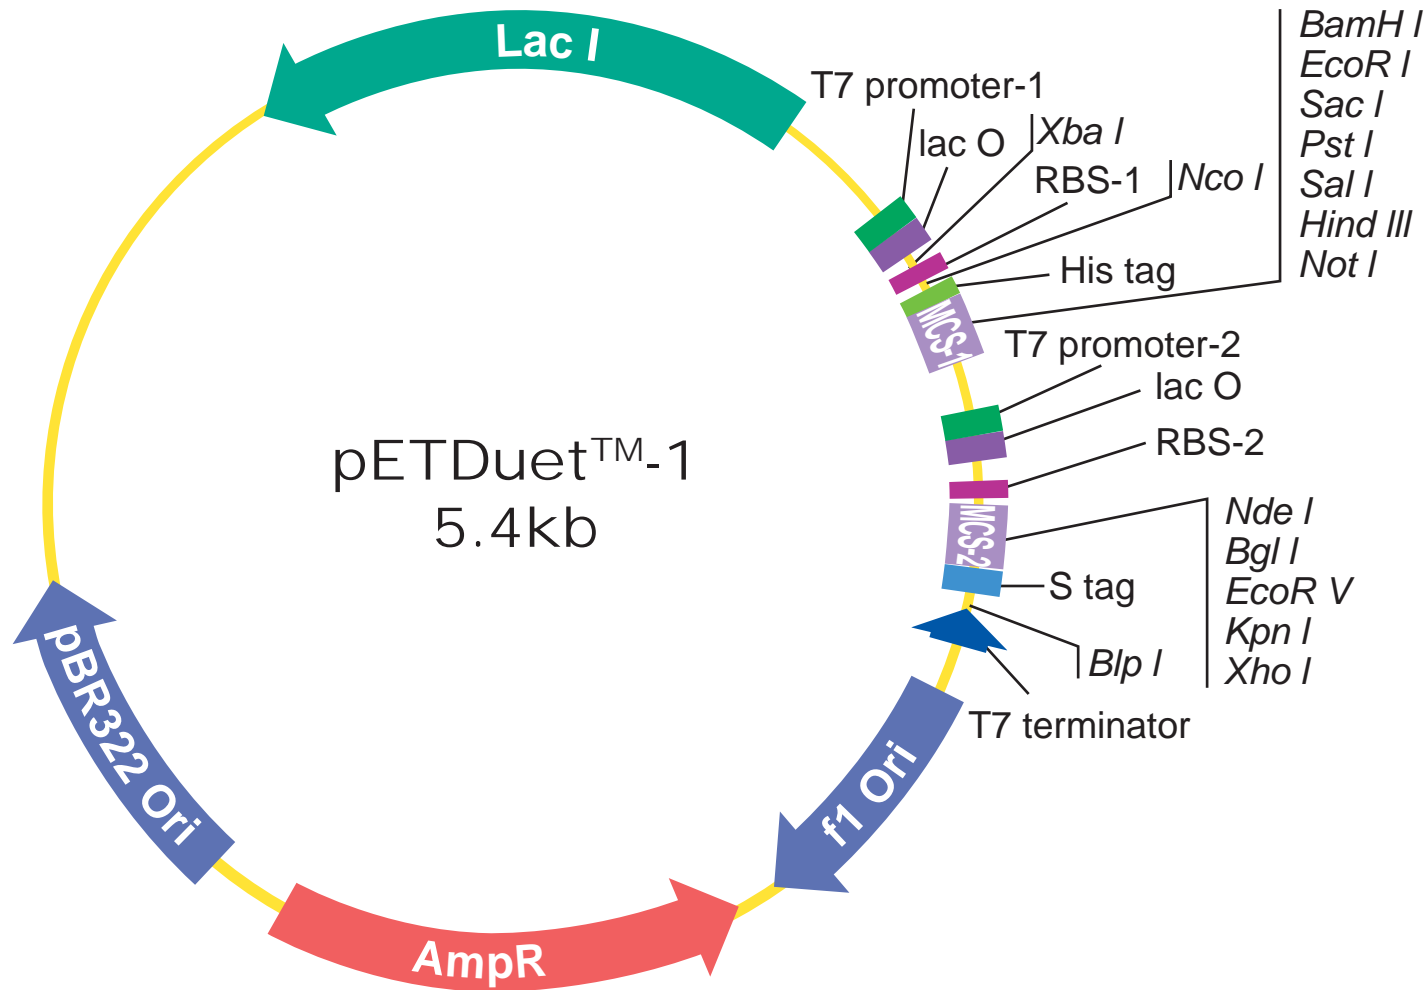 Lac I
T7 promoter-1
lac O
Xba I
RBS-1
Nco I
His tag
BamH I
EcoR I
Sac I
Pst I
Sal I
Hind III
Not I
MCS-1
T7 promoter-2
lac O
RBS-2
MCS-2
Nde I
Bgl I
EcoR V
Kpn I
Xho I
S tag
Blp I
T7 terminator
pETDuet™-1
5.4kb
f1 Ori
AmpR
pBR322 Ori